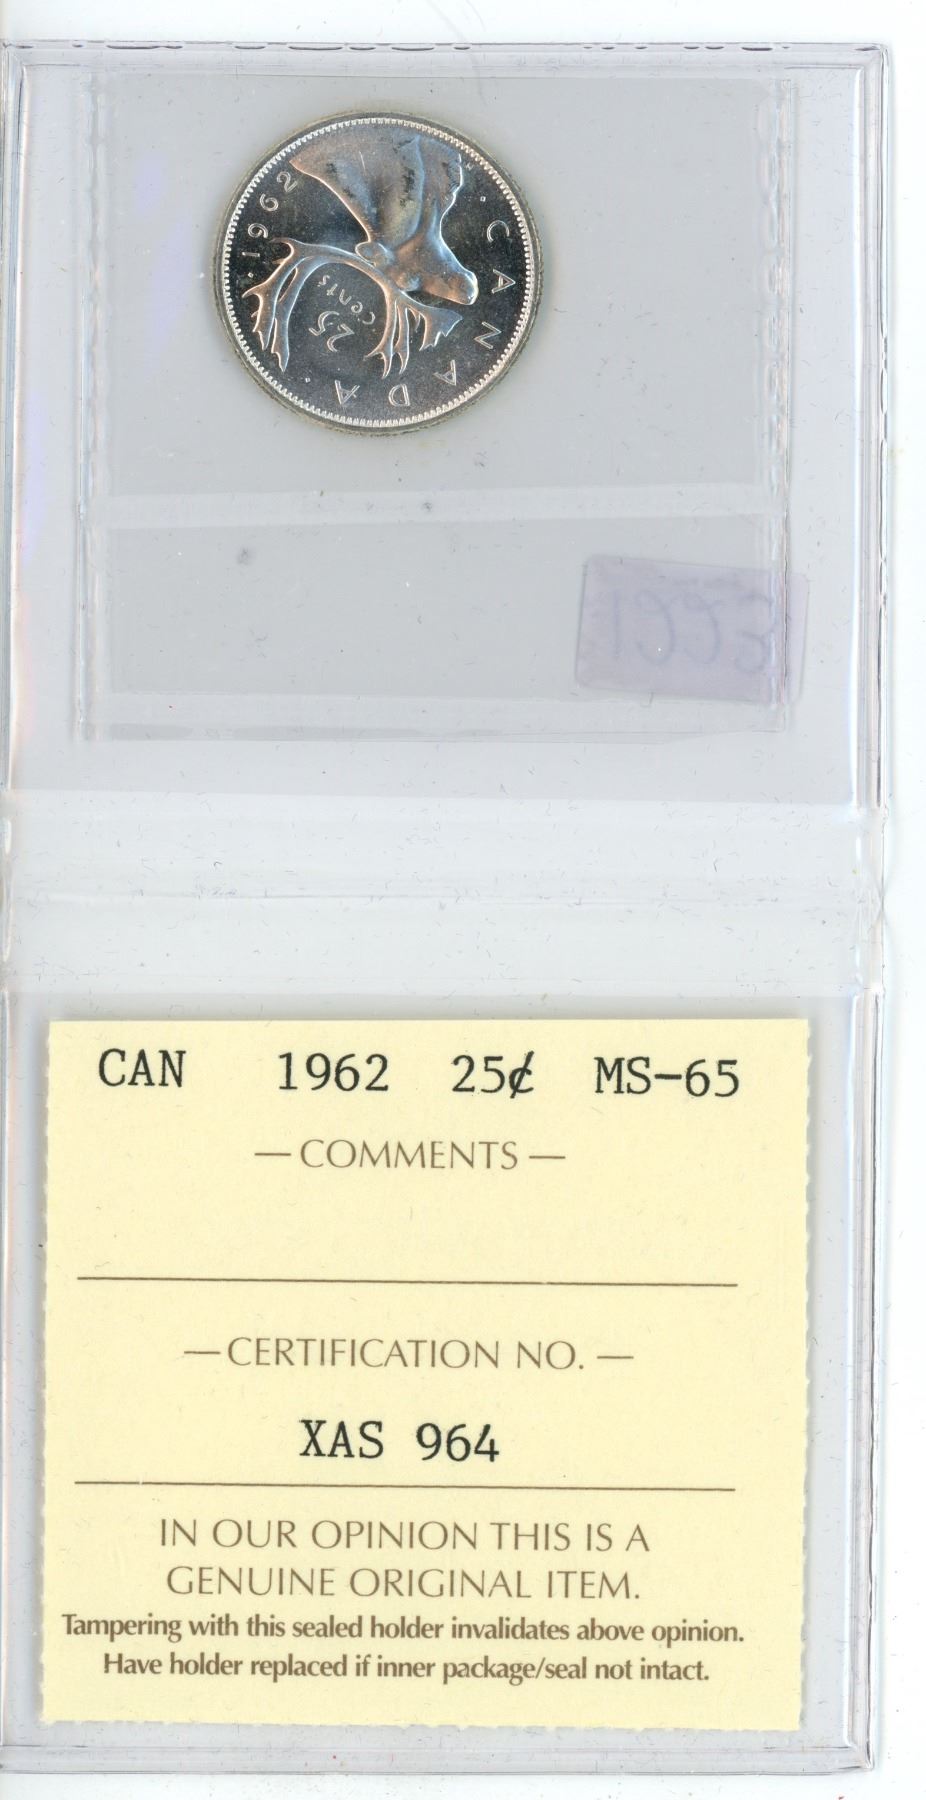 1962
CANADA
25
cents
H
ECC1
CAN 1962 25¢ MS-65
— COMMENTS —
— CERTIFICATION NO. —
XAS 964
IN OUR OPINION THIS IS A
GENUINE ORIGINAL ITEM.
Tampering with this sealed holder invalidates above opinion.
Have holder replaced if inner package/seal not intact.